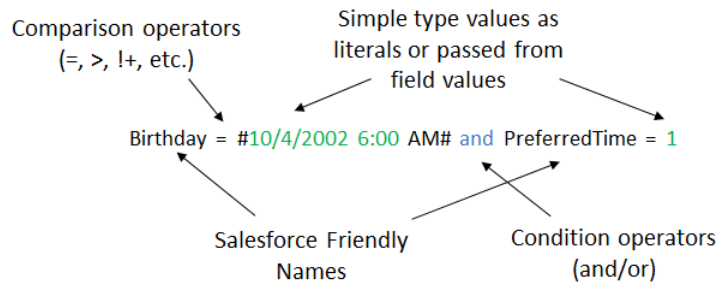 Comparison operators
(=, >, !+, etc.)
Simple type values as
literals or passed from
field values
Birthday = #10/4/2002 6:00 AM# and PreferredTime = 1
Salesforce Friendly
Names
Condition operators
(and/or)